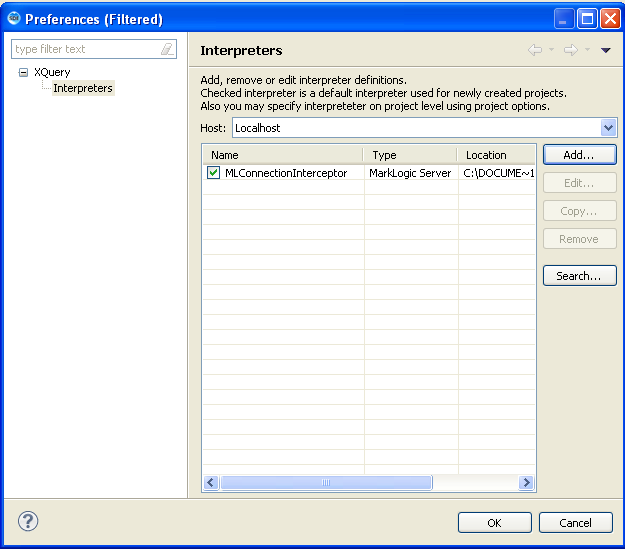 Preferences (Filtered)
type filter text
XQuery
Interpreters
Interpreters
Add, remove or edit interpreter definitions.
Checked interpreter is a default interpreter used for newly created projects.
Also you may specify interpreteter on project level using project options.
Host: Localhost
Name Type Location
MLConnectionInterceptor MarkLogic Server C:\DOCUME~1
Add...
Edit...
Copy...
Remove
Search...
?
OK Cancel